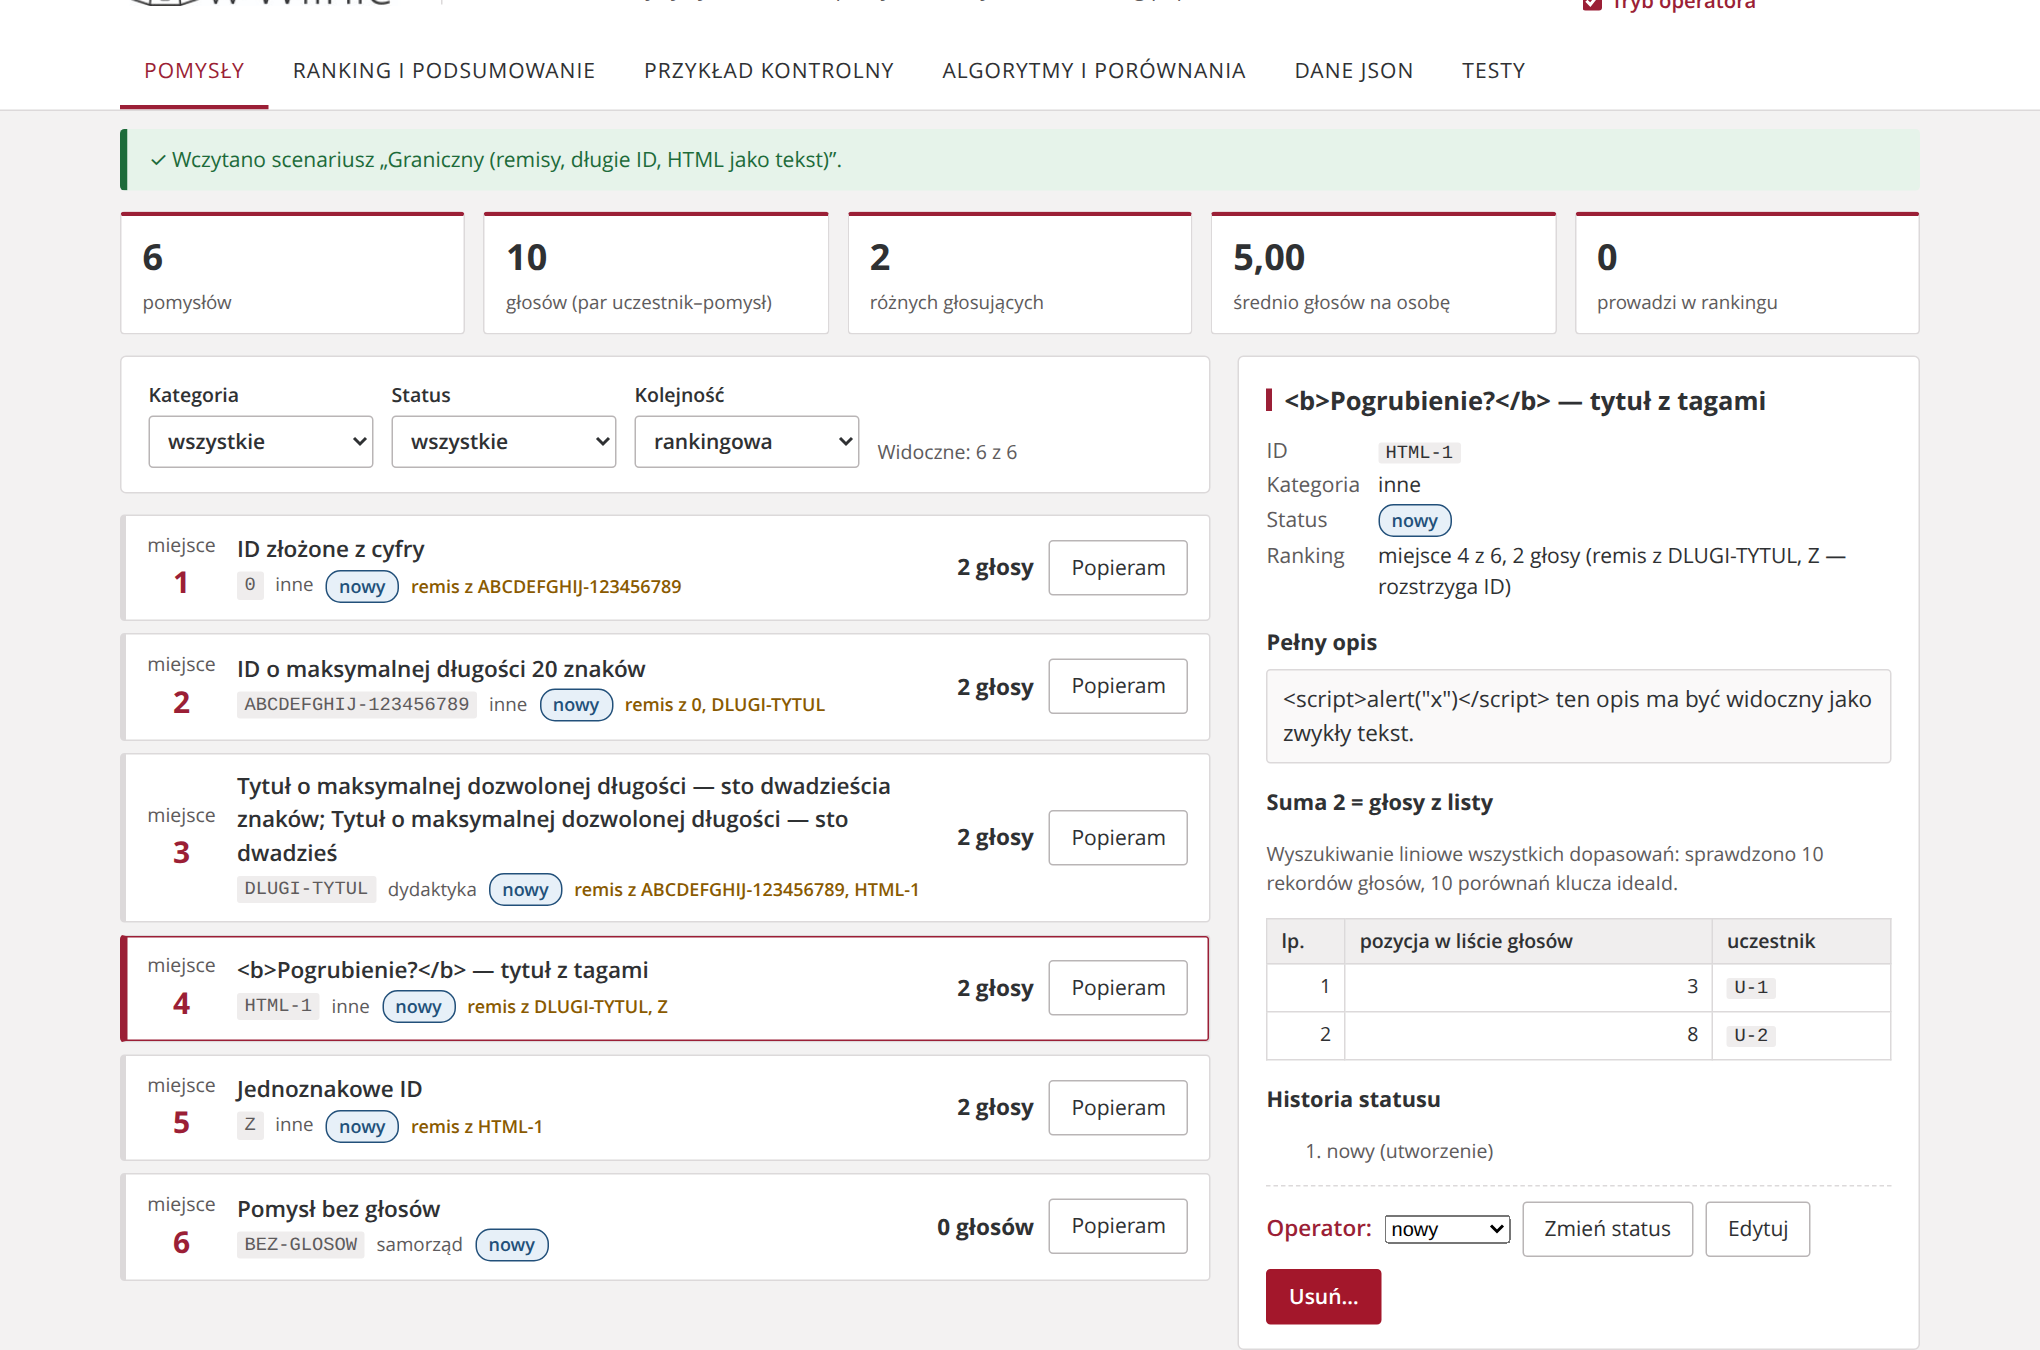 Tryb operatora
POMYSŁY RANKING I PODSUMOWANIE PRZYKŁAD KONTROLNY ALGORYTMY I PORÓWNANIA DANE JSON TESTY
✓ Wczytano scenariusz „Graniczny (remisy, długie ID, HTML jako tekst)”.
6
pomysłów
10
głosów (par uczestnik–pomysł)
2
różnych głosujących
5,00
średnio głosów na osobę
0
prowadzi w rankingu
Kategoria
wszystkie
Status
wszystkie
Kolejność
rankingowa
Widoczne: 6 z 6
miejsce
1
ID złożone z cyfry
0 inne nowy remis z ABCDEFGHIJ-123456789
2 głosy
Popieram
miejsce
2
ID o maksymalnej długości 20 znaków
ABCDEFGHIJ-123456789 inne nowy remis z 0, DLUGI-TYTUL
2 głosy
Popieram
miejsce
3
Tytuł o maksymalnej dozwolonej długości — sto dwadzieścia
znaków; Tytuł o maksymalnej dozwolonej długości — sto
dwadzieś
DLUGI-TYTUL dydaktyka nowy remis z ABCDEFGHIJ-123456789, HTML-1
2 głosy
Popieram
miejsce
4
<b>Pogrubienie?</b> — tytuł z tagami
HTML-1 inne nowy remis z DLUGI-TYTUL, Z
2 głosy
Popieram
miejsce
5
Jednoznakowe ID
Z inne nowy remis z HTML-1
2 głosy
Popieram
miejsce
6
Pomysł bez głosów
BEZ-GLOSOW samorząd nowy
0 głosów
Popieram
<b>Pogrubienie?</b> — tytuł z tagami
ID HTML-1
Kategoria inne
Status nowy
Ranking miejsce 4 z 6, 2 głosy (remis z DLUGI-TYTUL, Z —
rozstrzyga ID)
Pełny opis
<script>alert("x")</script> ten opis ma być widoczny jako
zwykły tekst.
Suma 2 = głosy z listy
Wyszukiwanie liniowe wszystkich dopasowań: sprawdzono 10
rekordów głosów, 10 porównań klucza ideaId.
lp. pozycja w liście głosów uczestnik
1 3 U-1
2 8 U-2
Historia statusu
1. nowy (utworzenie)
Operator: nowy Zmień status Edytuj
Usuń...